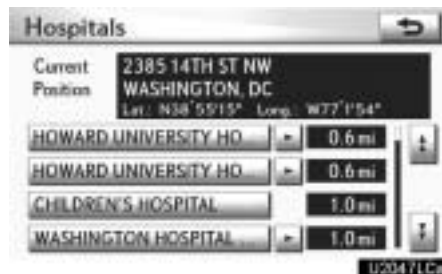 Hospitals
Current Position
2385 14TH ST NW
WASHINGTON, DC
Lat.: N38°55'15" Long.: W77°1'54"
HOWARD UNIVERSITY HO 0.6 mi
HOWARD UNIVERSITY HO 0.6 mi
CHILDREN'S HOSPITAL 1.0 mi
WASHINGTON HOSPITAL 1.0 mi